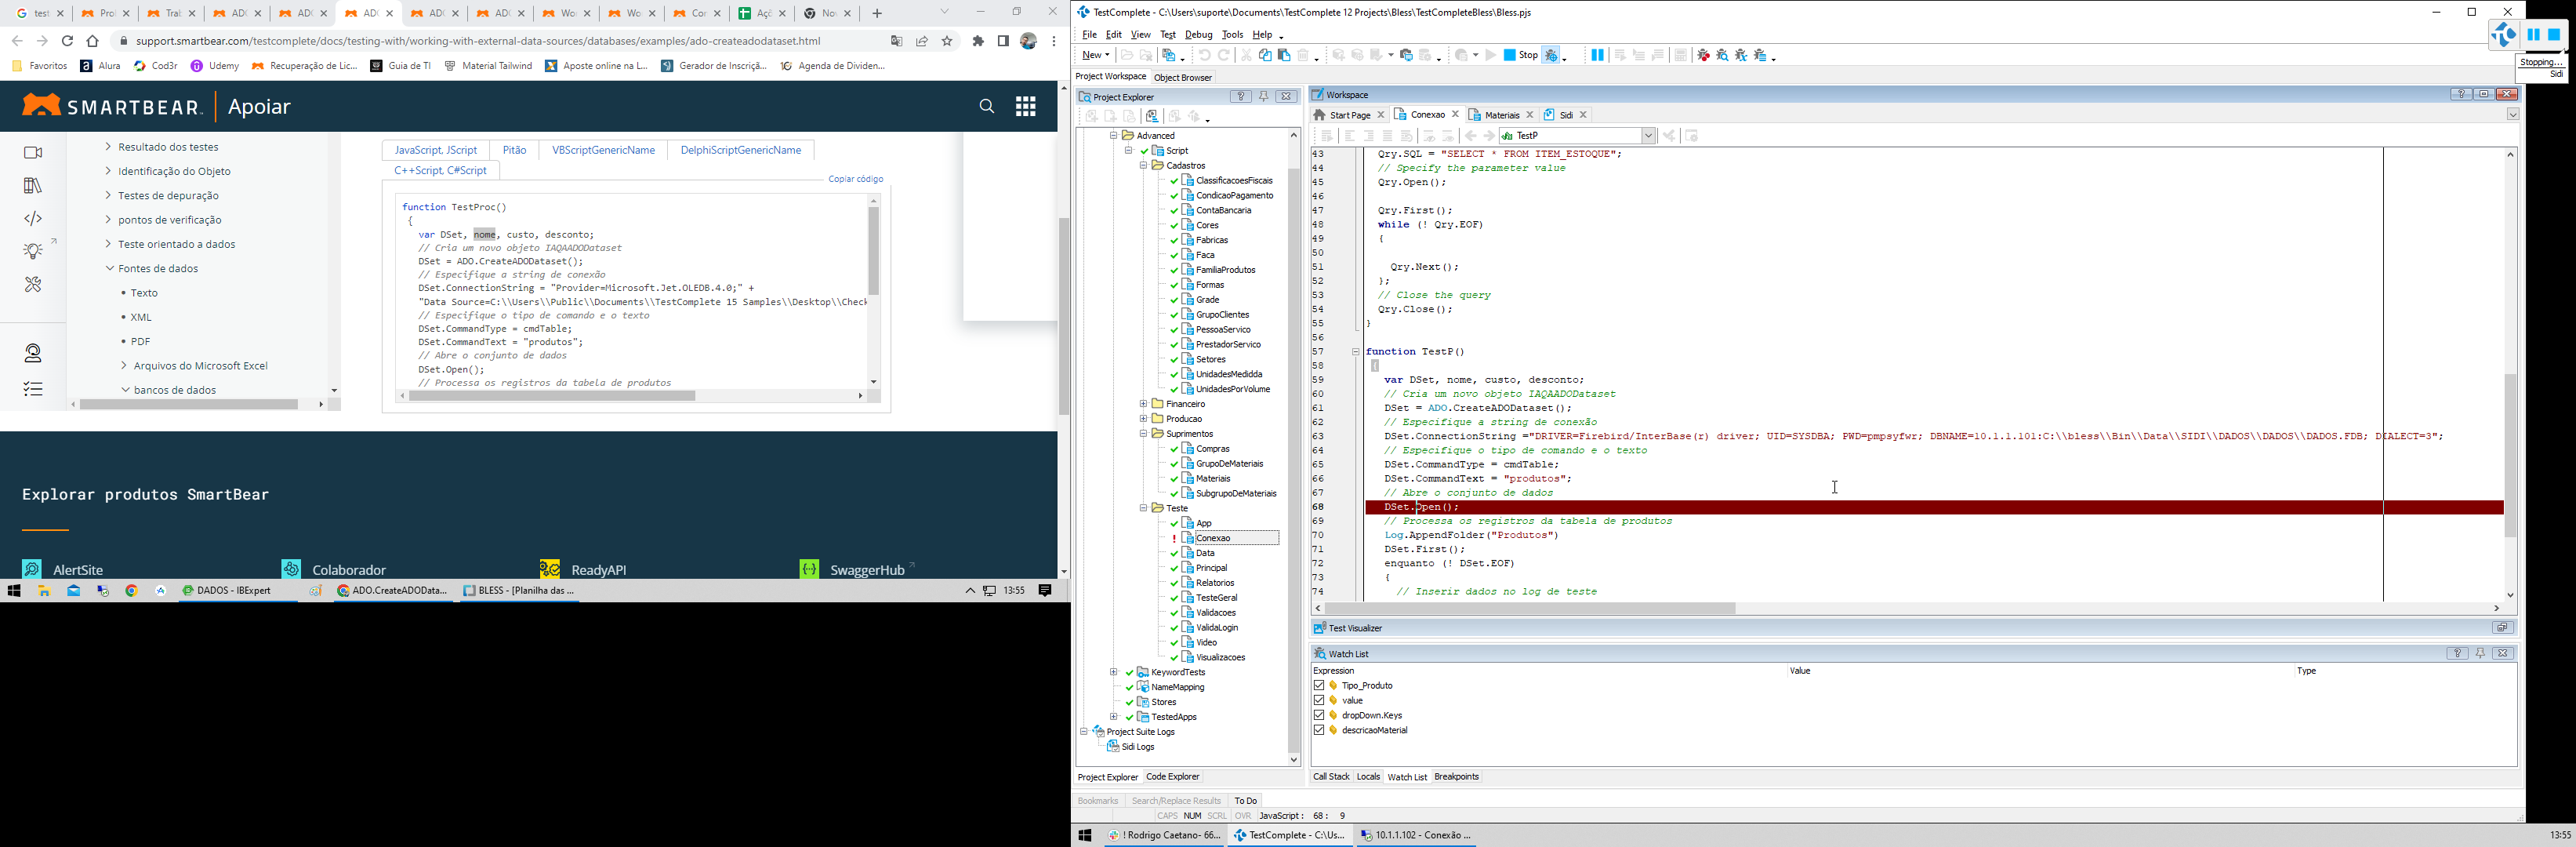 test
Pro
Tral
ADC
ADC
ADC
ADC
ADC
Wo
Wo
Cor
Açõ
Nov
support.smartbear.com/testcomplete/docs/testing-with/working-with-external-data-sources/databases/examples/ado-createadodataset.html
Favoritos
Alura
Cod3r
Udemy
Recuperação de Lic...
Guia de TI
Material Tailwind
Aposte online na L...
Gerador de Inscriçã...
Agenda de Dividen...
SMARTBEAR
Apoiar
Resultado dos testes
Identificação do Objeto
Testes de depuração
pontos de verificação
Teste orientado a dados
Fontes de dados
Texto
XML
PDF
Arquivos do Microsoft Excel
bancos de dados
JavaScript, JScript
Pitão
VBScriptGenericName
DelphiScriptGenericName
C++Script, C#Script
Copiar código
function TestProc()
{
var DSet, nome, custo, desconto;
// Cria um novo objeto IAQAADODataset
DSet = ADO.CreateADODataset();
// Especifique a string de conexão
DSet.ConnectionString = "Provider=Microsoft.Jet.OLEDB.4.0;" +
"Data Source=C:\\Users\\Public\\Documents\\TestComplete 15 Samples\\Desktop\\Check
// Especifique o tipo de comando e o texto
DSet.CommandType = cmdTable;
DSet.CommandText = "produtos";
// Abre o conjunto de dados
DSet.Open();
// Processa os registros da tabela de produtos
Explorar produtos SmartBear
AlertSite
Colaborador
ReadyAPI
SwaggerHub
DADOS - IBExpert
ADO.CreateADOData...
BLESS - [Planilha das ...
13:55
TestComplete - C:\Users\suporte\Documents\TestComplete 12 Projects\Bless\TestCompleteBless\Bless.pjs
File Edit View Test Debug Tools Help
New
Stop
Stopping...
Sidi
Project Workspace
Object Browser
Project Explorer
Advanced
Script
Cadastros
ClassificacoesFiscais
CondicaoPagamento
ContaBancaria
Cores
Fabricas
Faca
FamiliaProdutos
Formas
Grade
GrupoClientes
PessoaServico
PrestadorServico
Setores
UnidadesMedidda
UnidadesPorVolume
Financeiro
Producao
Suprimentos
Compras
GrupoDeMateriais
Materiais
SubgrupoDeMateriais
Teste
App
Conexao
Data
Principal
Relatorios
TesteGeral
Validacoes
ValidaLogin
Video
Visualizacoes
KeywordTests
NameMapping
Stores
TestedApps
Project Suite Logs
Sidi Logs
Project Explorer
Code Explorer
Workspace
Start Page
Conexao
Materiais
Sidi
TestP
43 Qry.SQL = "SELECT * FROM ITEM_ESTOQUE";
44 // Specify the parameter value
45 Qry.Open();
46
47 Qry.First();
48 while (! Qry.EOF)
49 {
50
51 Qry.Next();
52 };
53 // Close the query
54 Qry.Close();
55 }
56
57 function TestP()
58 {
59 var DSet, nome, custo, desconto;
60 // Cria um novo objeto IAQAADODataset
61 DSet = ADO.CreateADODataset();
62 // Especifique a string de conexão
63 DSet.ConnectionString ="DRIVER=Firebird/InterBase(r) driver; UID=SYSDBA; PWD=pmpsyfwr; DBNAME=10.1.1.101:C:\\bless\\Bin\\Data\\SIDI\\DADOS\\DADOS\\DADOS.FDB; DIALECT=3";
64 // Especifique o tipo de comando e o texto
65 DSet.CommandType = cmdTable;
66 DSet.CommandText = "produtos";
67 // Abre o conjunto de dados
68 DSet.Open();
69 // Processa os registros da tabela de produtos
70 Log.AppendFolder("Produtos")
71 DSet.First();
72 enquanto (! DSet.EOF)
73 {
74 // Inserir dados no log de teste
Test Visualizer
Watch List
Expression Value Type
Tipo_Produto
value
dropDown.Keys
descricaoMaterial
Call Stack
Locals
Watch List
Breakpoints
Bookmarks
Search/Replace Results
To Do
CAPS NUM SCRL OVR JavaScript : 68 : 9
! Rodrigo Caetano- 66...
TestComplete - C:\Us...
10.1.1.102 - Conexão ...
13:55